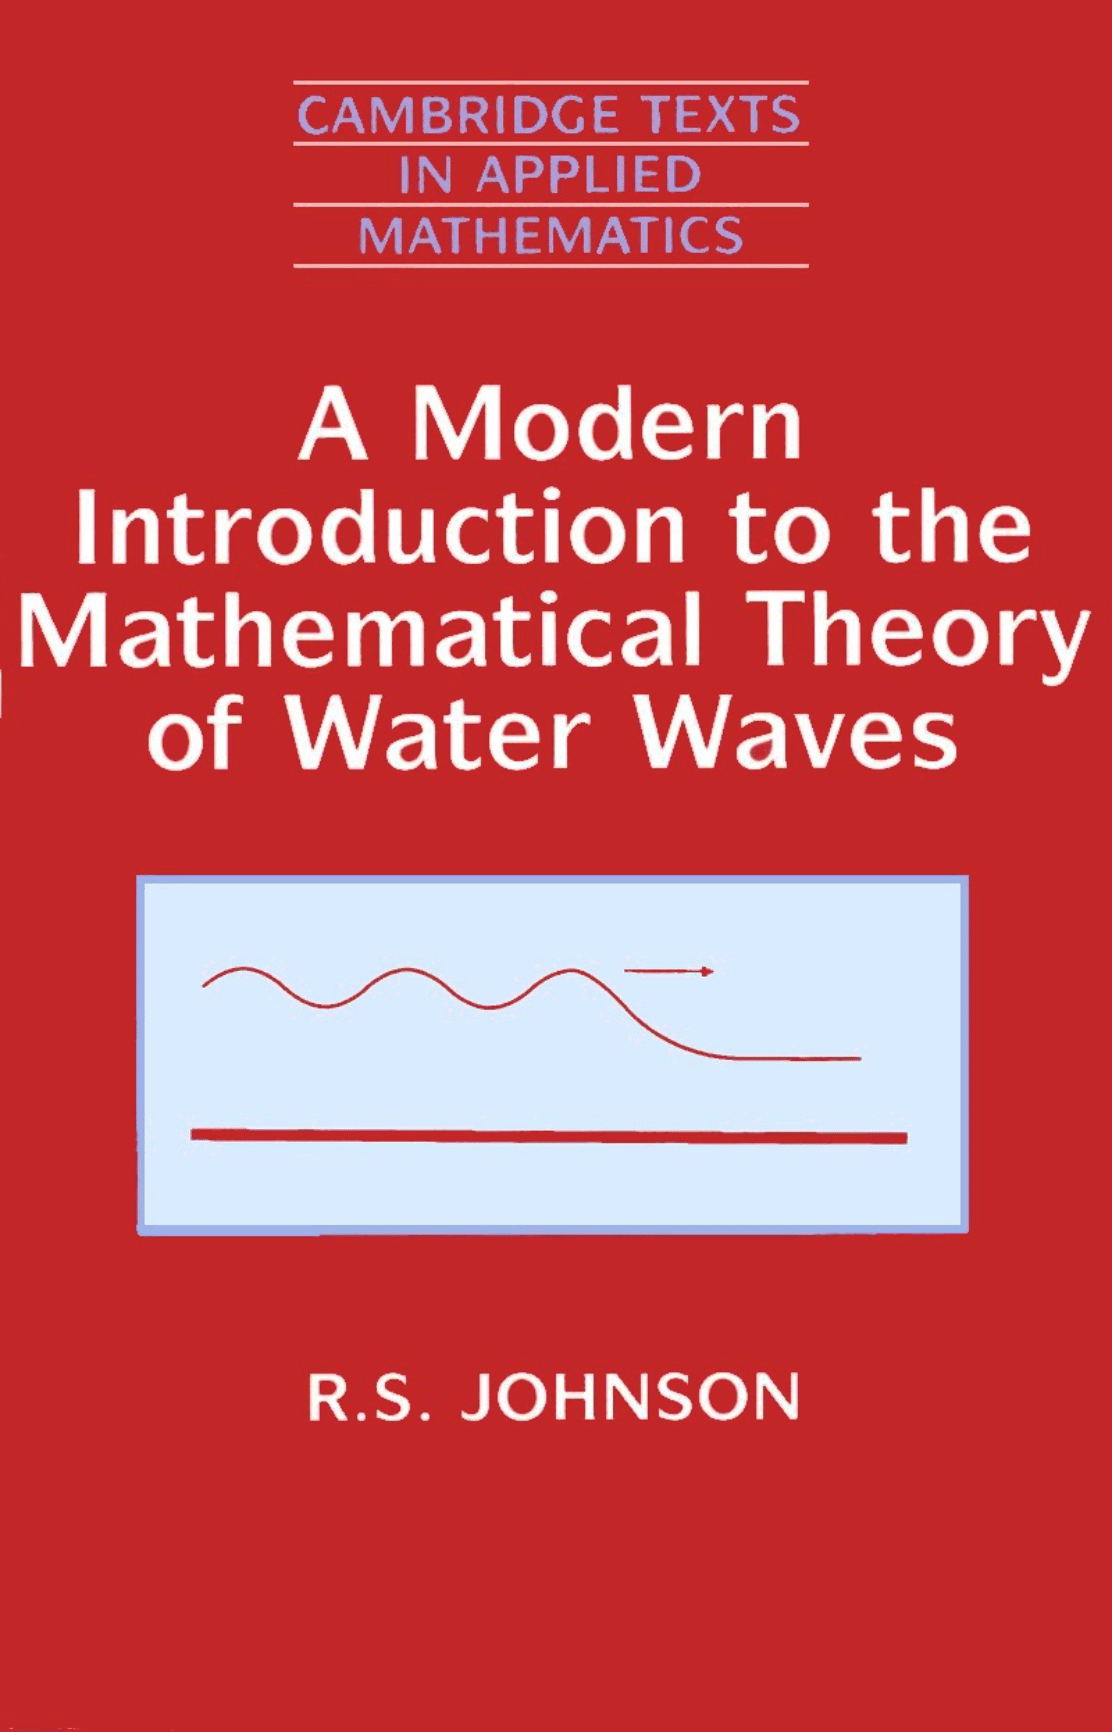 CAMBRIDGE TEXTS
IN APPLIED
MATHEMATICS
A Modern
Introduction to the
Mathematical Theory
of Water Waves
R.S. JOHNSON